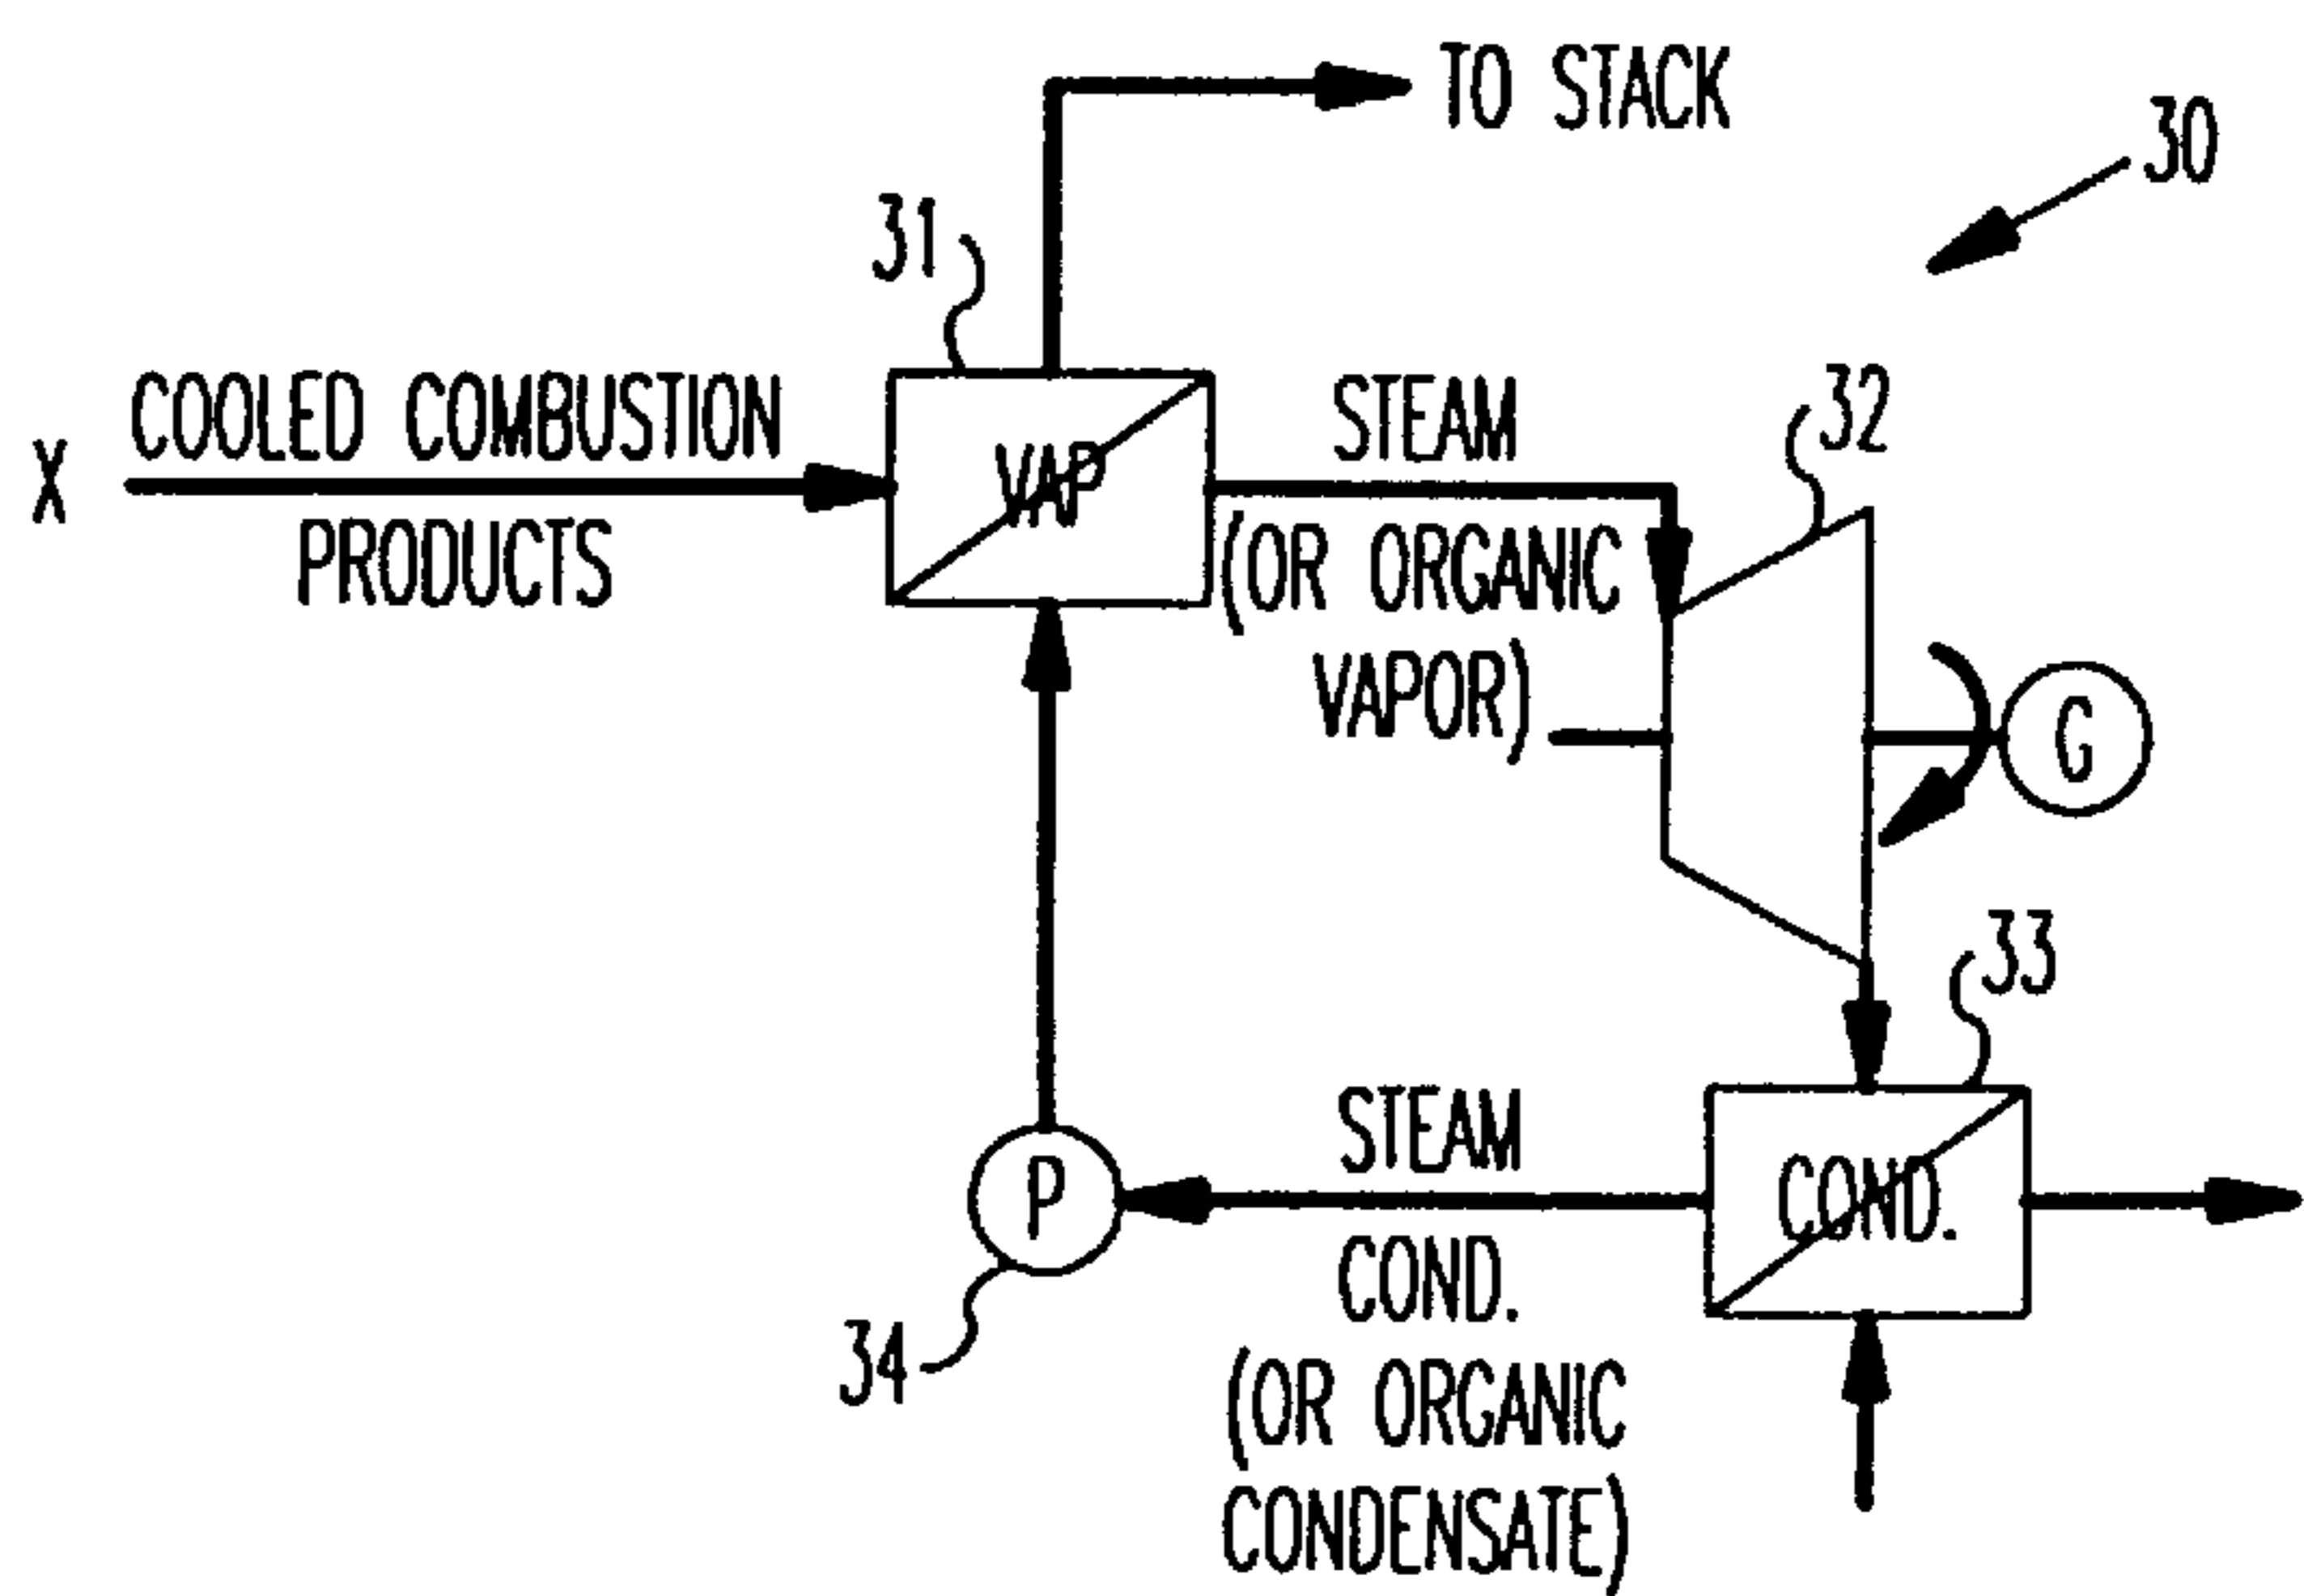 TO STACK
30
31
X
COOLED COMBUSTION
PRODUCTS
VAP
STEAM
(OR ORGANIC
VAPOR)
32
G
33
STEAM
COND.
(OR ORGANIC
CONDENSATE)
COND.
P
34